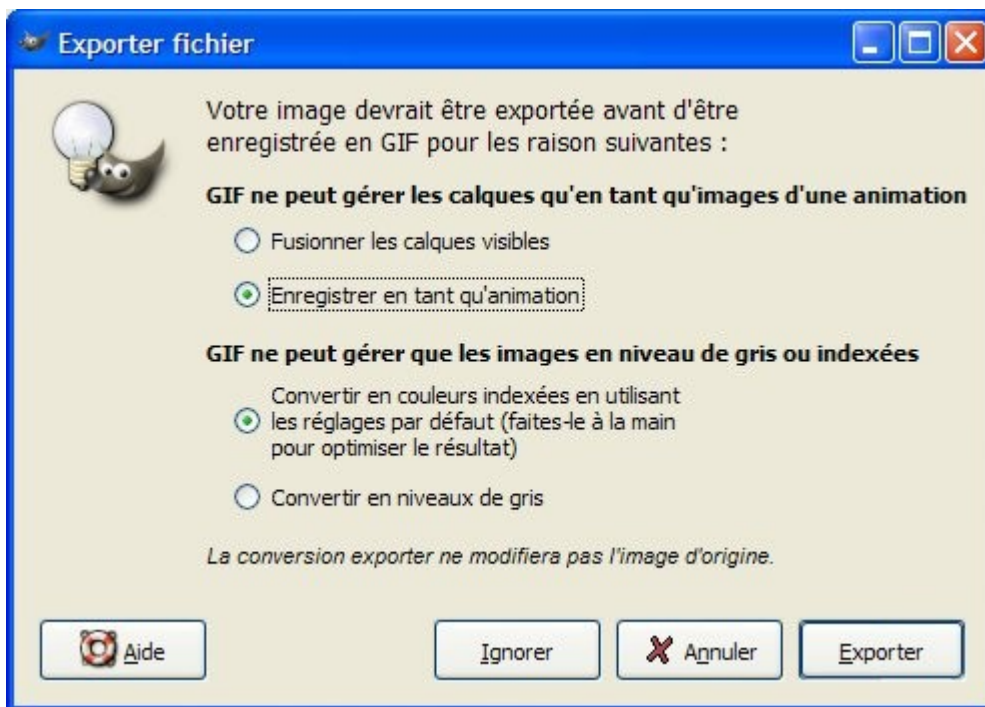 Exporter fichier
Votre image devrait être exportée avant d'être
enregistrée en GIF pour les raison suivantes :
GIF ne peut gérer les calques qu'en tant qu'images d'une animation
Fusionner les calques visibles
Enregistrer en tant qu'animation
GIF ne peut gérer que les images en niveau de gris ou indexées
Convertir en couleurs indexées en utilisant
les réglages par défaut (faites-le à la main
pour optimiser le résultat)
Convertir en niveaux de gris
La conversion exporter ne modifiera pas l'image d'origine.
Aide
Ignorer
Annuler
Exporter